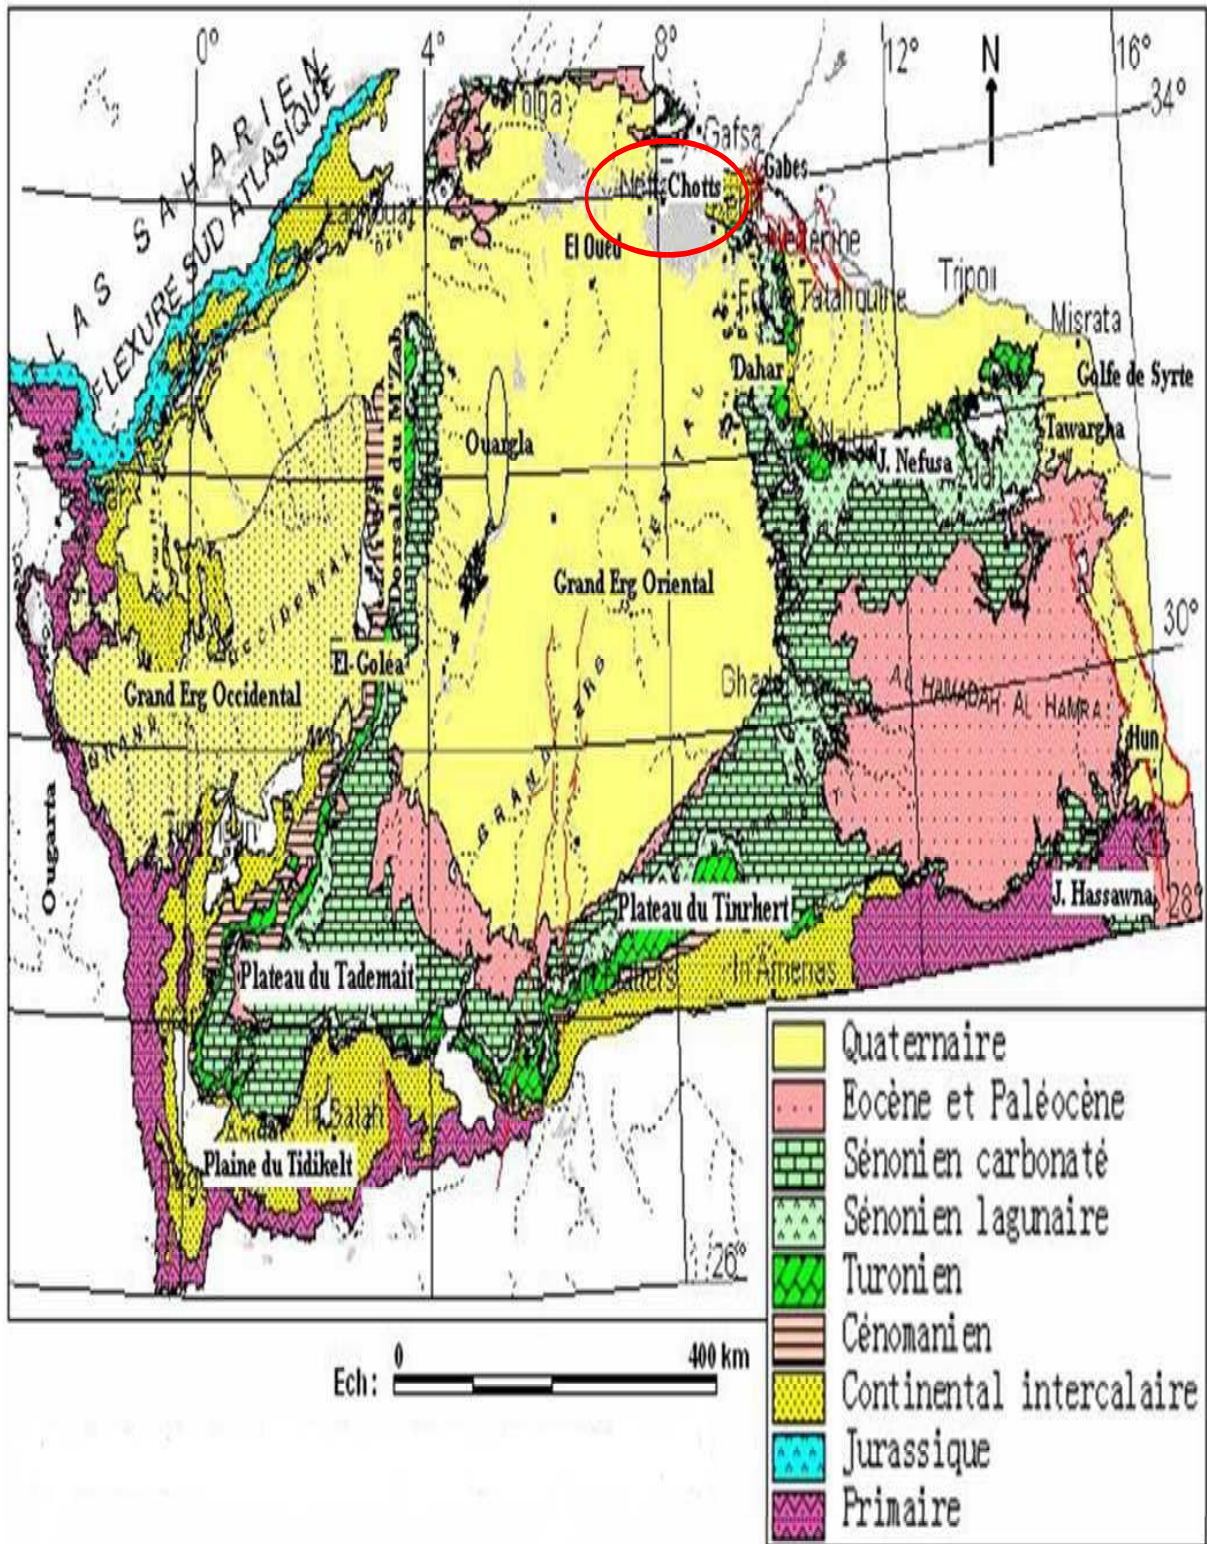 0°
4°
8°
12°
16°
N
34°
ATLAS SAHARIEN
FLEXURE SUD ATLASIQUE
Tolga
Gafsa
Gabes
Chotts
El Oued
Tripoli
Misrata
Golfe de Syrte
Dahar
Tawargha
J. Nefusa
Dorsale du M'Zab
Ouargla
Grand Erg Oriental
OCCIDENTAL
30°
El-Goléa
Grand Erg Occidental
GRAND
AL HAMADAH AL HAMRA
Hun
GRAND ERG
Ougarta
Plateau du Tinrhert
J. Hassawna
28°
Plateau du Tademait
In Amenas
Plaine du Tidikelt
26°
Quaternaire
Eocène et Paléocène
Sénonien carbonaté
Sénonien lagunaire
Turonien
Cénomanien
Continental intercalaire
Jurassique
Primaire
Ech :
0
400 km